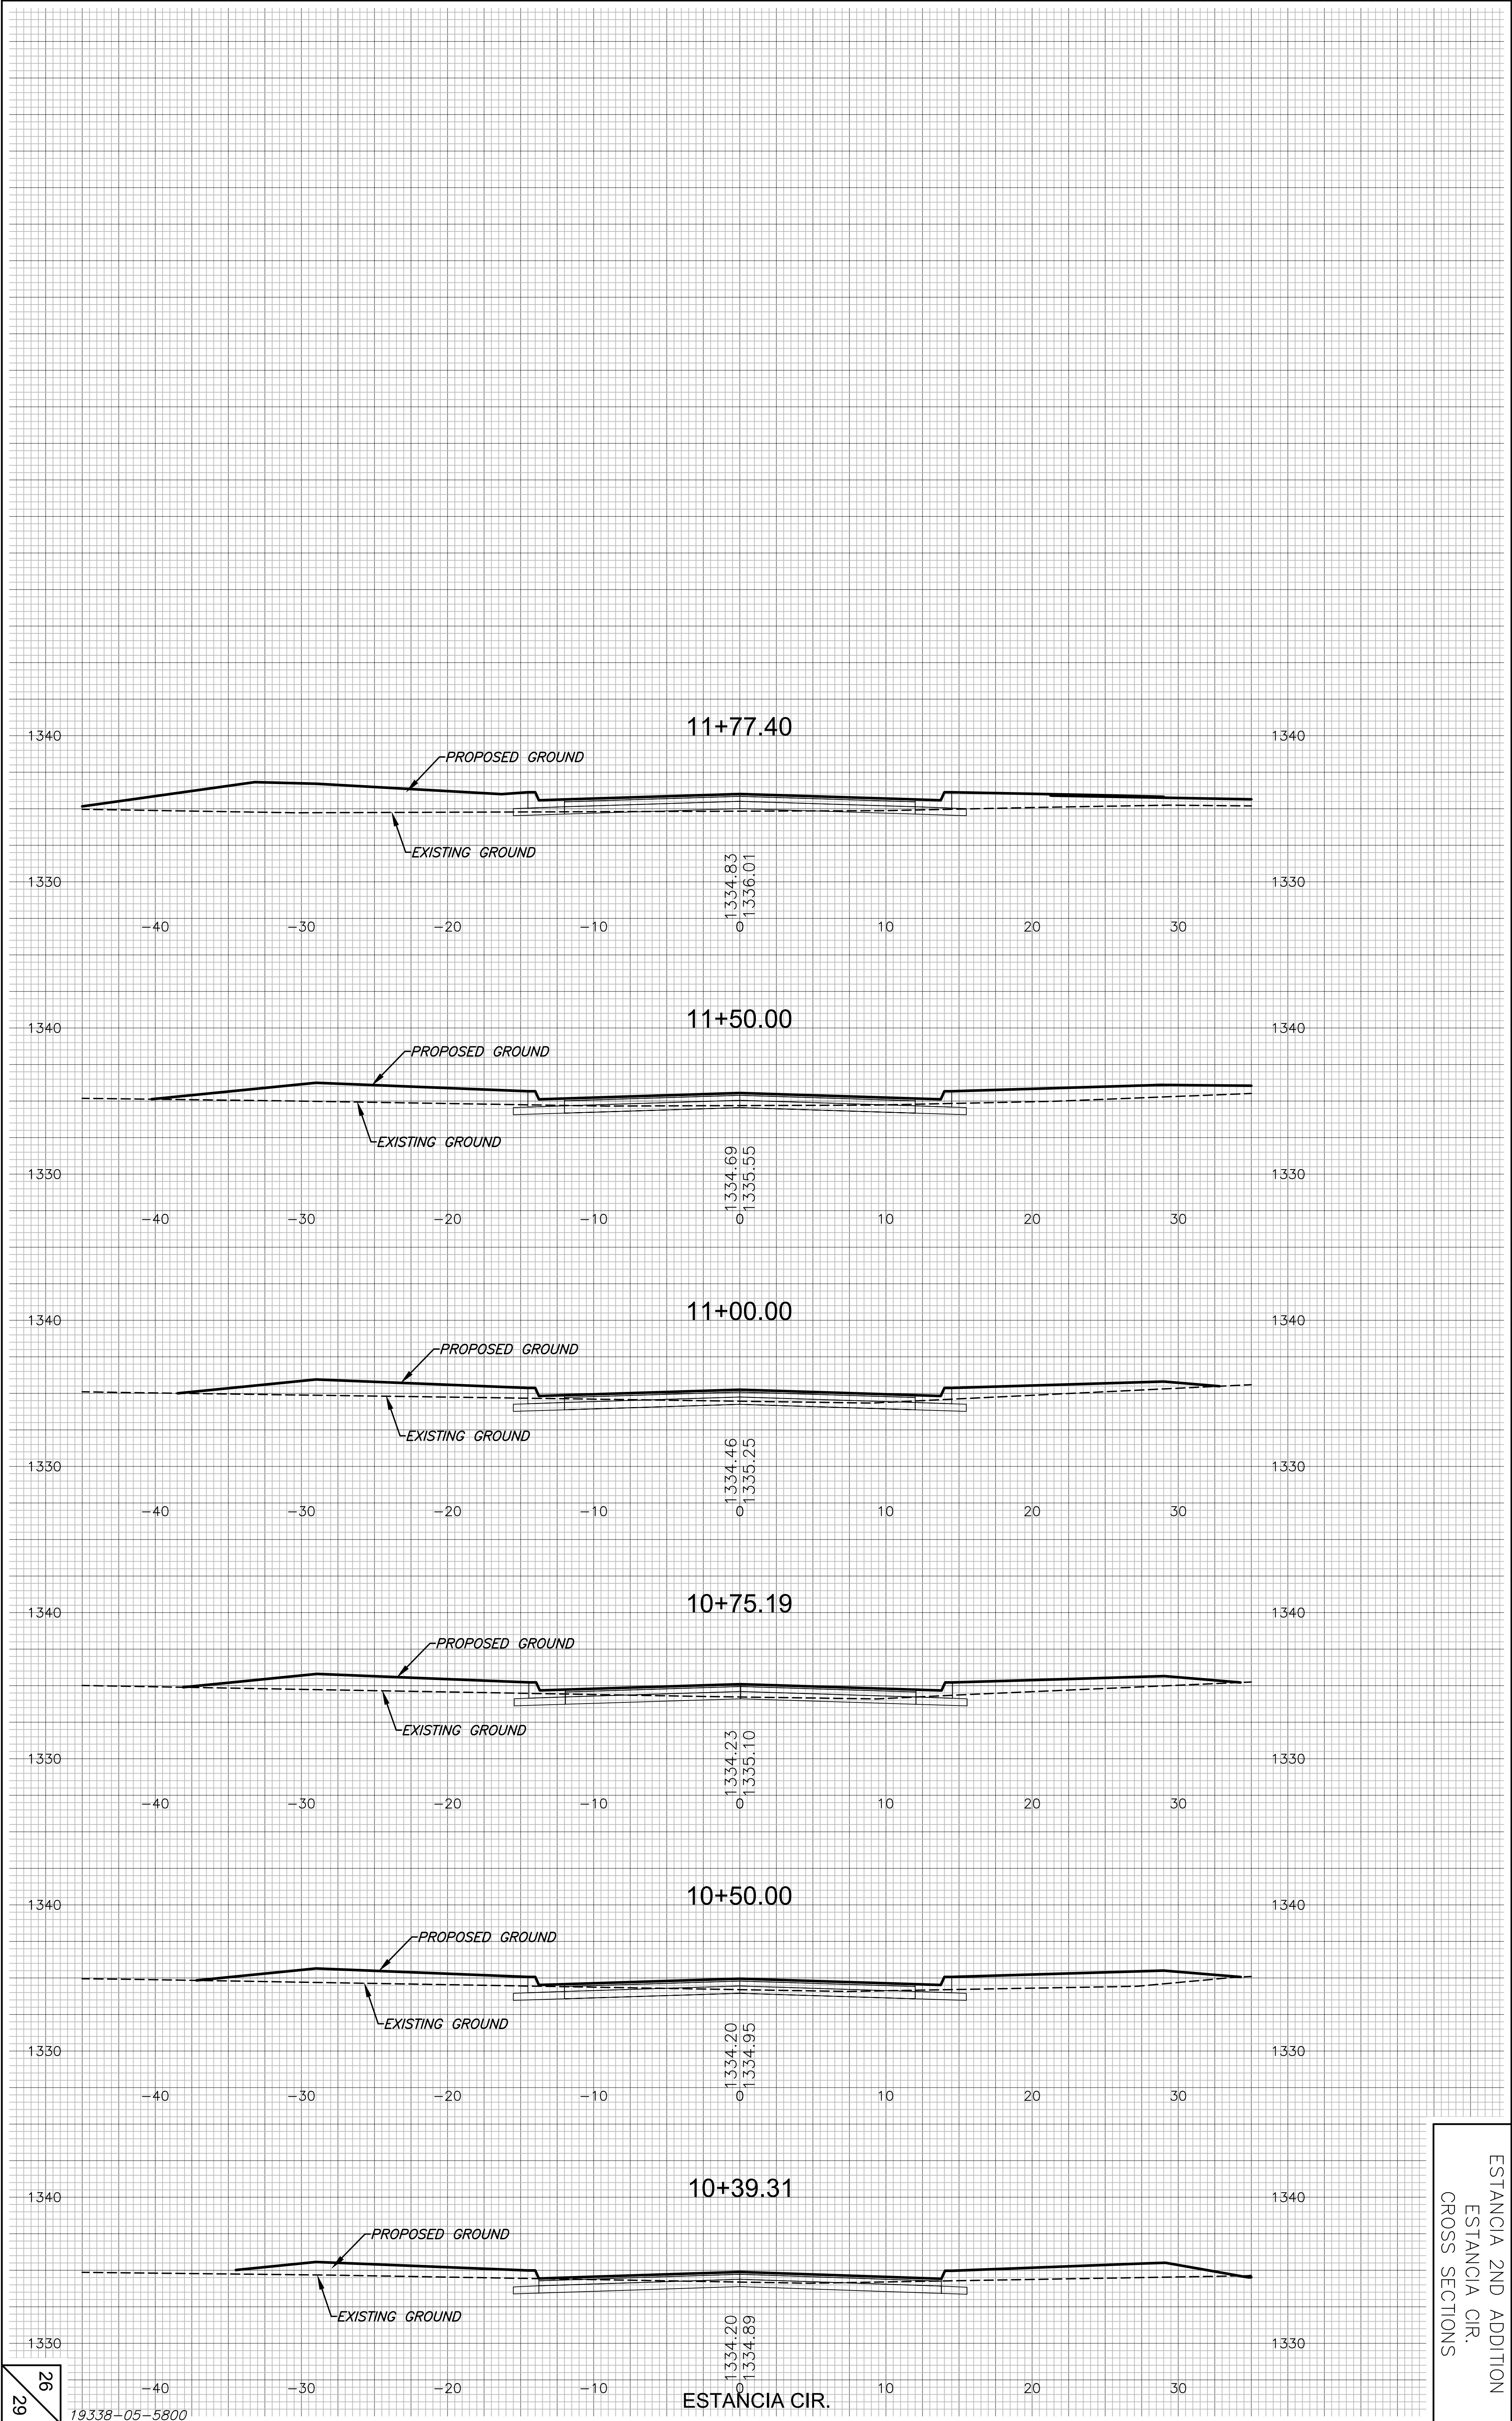 11+77.40
1340 1340
PROPOSED GROUND
EXISTING GROUND
1334.83
1336.01
1330 1330
-40 -30 -20 -10 0 10 20 30
11+50.00
1340 1340
PROPOSED GROUND
EXISTING GROUND
1334.69
1335.55
1330 1330
-40 -30 -20 -10 0 10 20 30
11+00.00
1340 1340
PROPOSED GROUND
EXISTING GROUND
1334.46
1335.25
1330 1330
-40 -30 -20 -10 0 10 20 30
10+75.19
1340 1340
PROPOSED GROUND
EXISTING GROUND
1334.23
1335.10
1330 1330
-40 -30 -20 -10 0 10 20 30
10+50.00
1340 1340
PROPOSED GROUND
EXISTING GROUND
1334.20
1334.95
1330 1330
-40 -30 -20 -10 0 10 20 30
10+39.31
1340 1340
PROPOSED GROUND
EXISTING GROUND
1334.20
1334.89
1330 1330
-40 -30 -20 -10 0 10 20 30
ESTANCIA CIR.
ESTANCIA 2ND ADDITION
ESTANCIA CIR.
CROSS SECTIONS
26
29
19338-05-5800